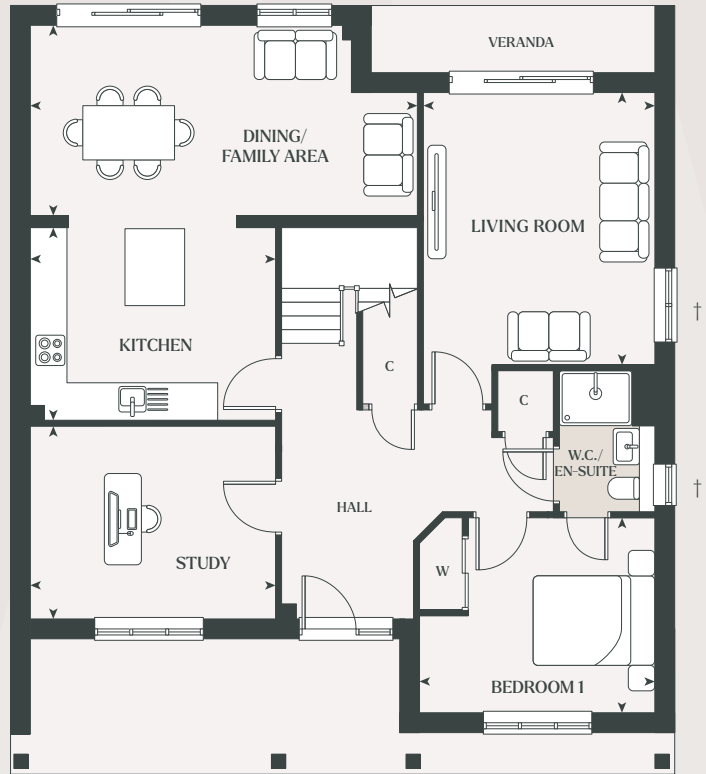 VERANDA
DINING/
FAMILY AREA
LIVING ROOM
†
KITCHEN
C
C
W.C./
EN-SUITE
†
HALL
STUDY
W
BEDROOM 1